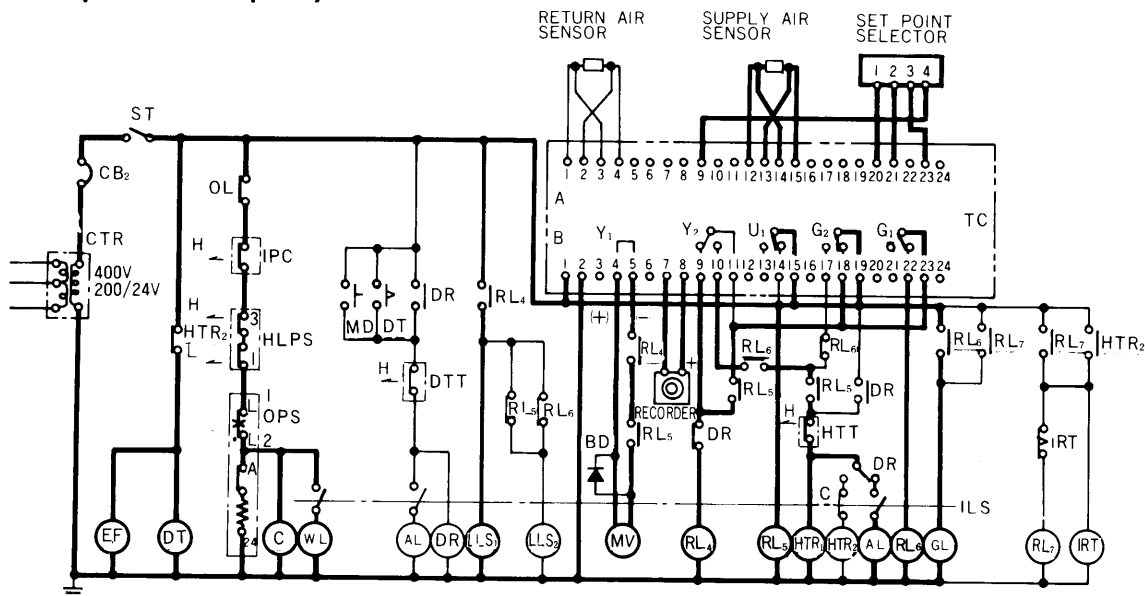 RETURN AIR SENSOR
SUPPLY AIR SENSOR
SET POINT SELECTOR
1 2 3 4
ST
CB₂
CTR
400V
200/24V
OL
H
IPC
H
3
HLPS
1
HTR₂
L
L 1
OPS
L 2
A
24
MD
DT
DR
H
DTT
RL₄
RL₅
RL₆
A
1 2 3 4 5 6 7 8 9 10 11 12 13 14 15 16 17 18 19 20 21 22 23 24
TC
B
Y₁ Y₂ U₁ G₂ G₁
1 2 3 4 5 6 7 8 9 10 11 12 13 14 15 16 17 18 19 20 21 22 23 24
(+) -
RL₄
+
RECORDER
RL₅
BD
RL₆
RL₅
DR
RL₆
RL₅
DR
H
HTT
DR
C
RL₆
RL₇
RL₇
HTR₂
IRT
ILS
EF
DT
C
WL
AL
DR
LLS₁
LLS₂
MV
RL₄
RL₅
HTR₁
HTR₂
AL
RL₆
GL
RL₇
IRT